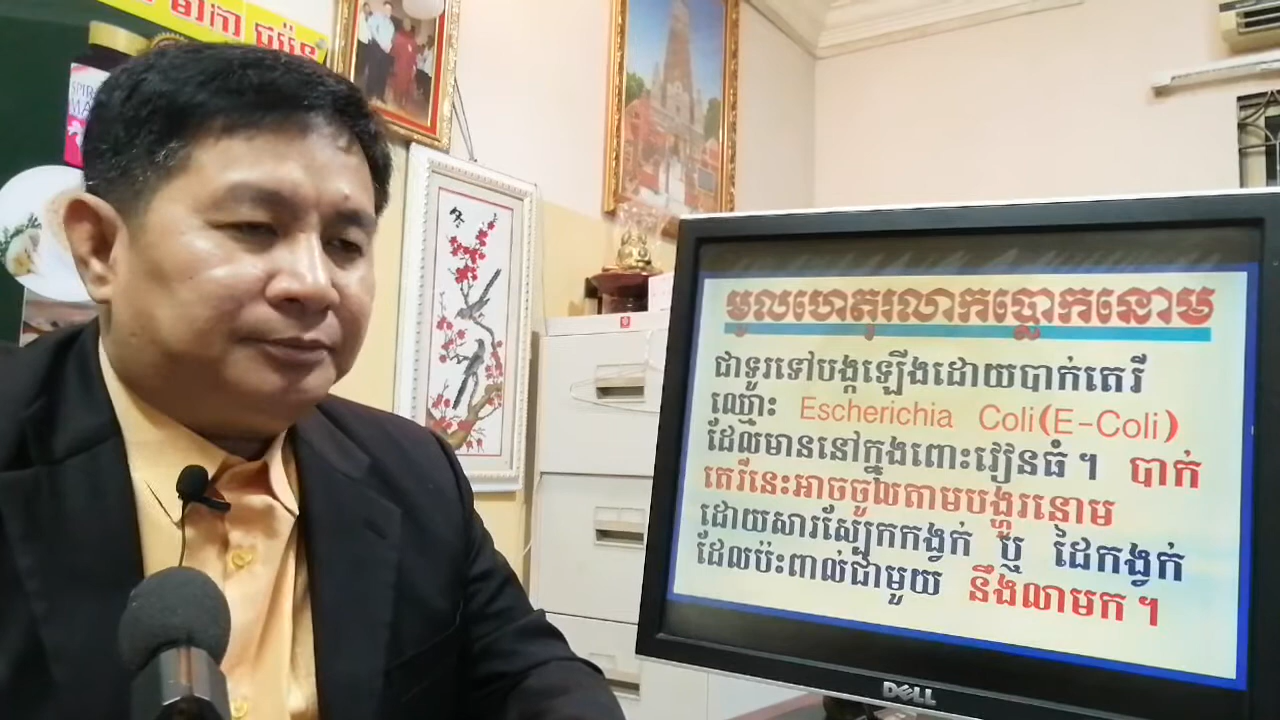 មូលហេតុរលាកប្លោកនោម
ជាទូរទៅបង្កឡើងដោយបាក់តេរី
ឈ្មោះ Escherichia Coli(E-Coli)
ដែលមាននៅក្នុងពោះវៀនធំ។ បាក់
តេរីនេះអាចចូលតាមបង្ហូរនោម
ដោយសារស្បែកកង្វក់ ឬ ដៃកង្វក់
ដែលប៉ះពាល់ជាមួយ នឹងលាមក។
DELL